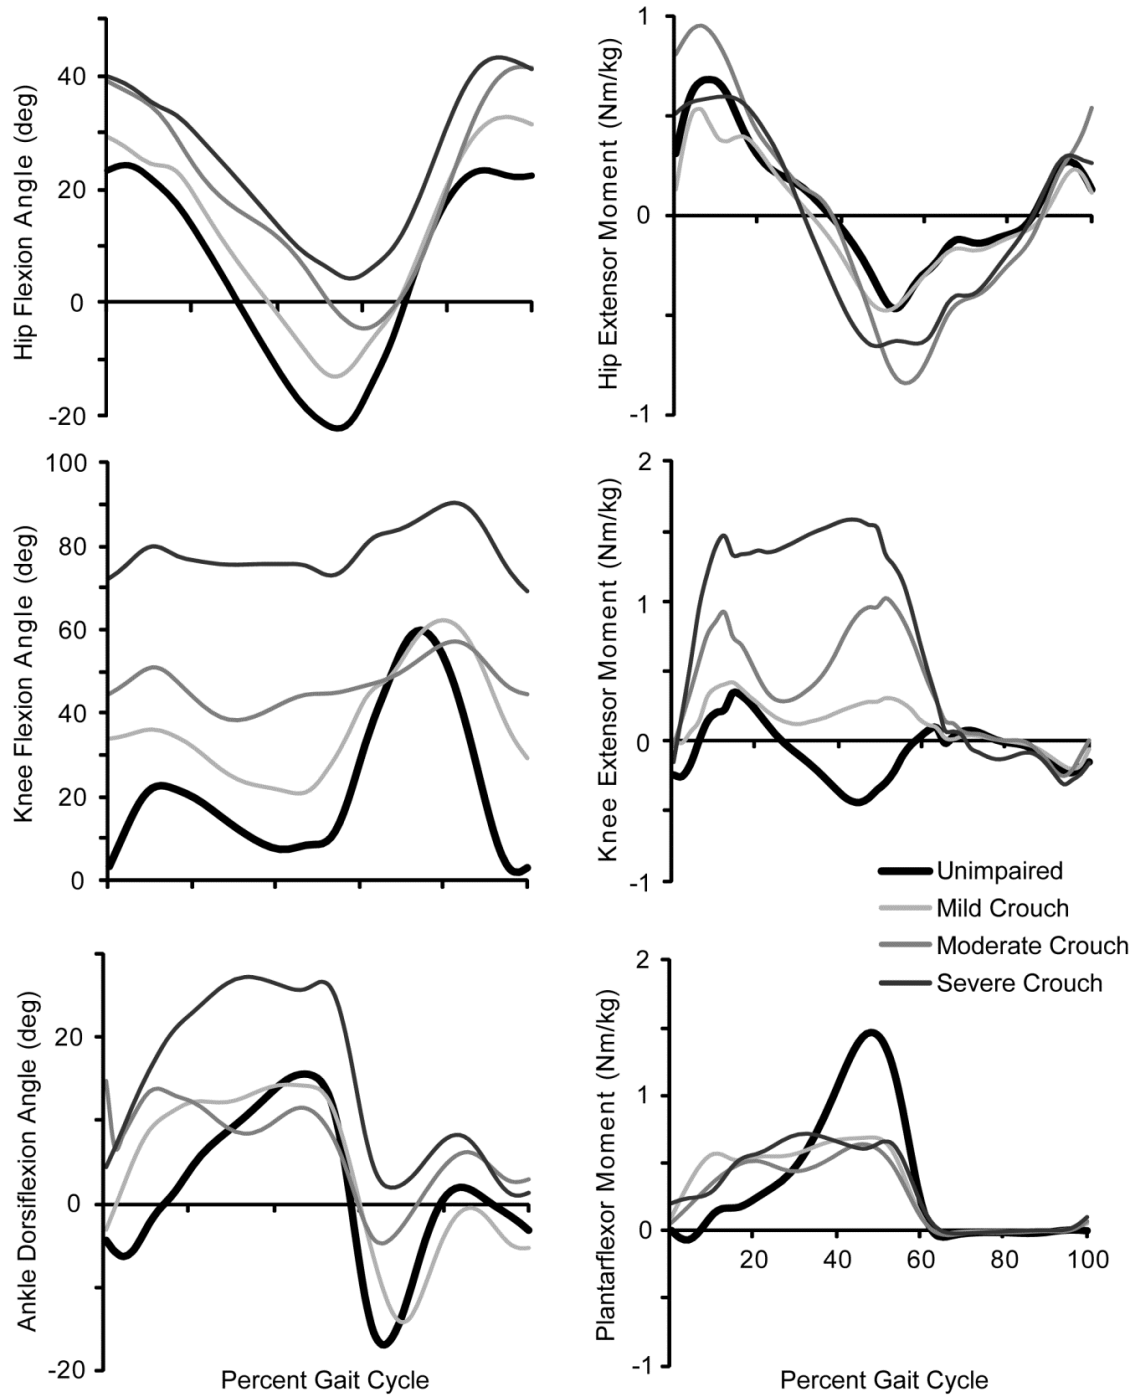 Hip Flexion Angle (deg)
40
20
0
-20
Hip Extensor Moment (Nm/kg)
1
0
-1
Knee Flexion Angle (deg)
100
80
60
40
20
0
Knee Extensor Moment (Nm/kg)
2
1
0
-1
Unimpaired
Mild Crouch
Moderate Crouch
Severe Crouch
Ankle Dorsiflexion Angle (deg)
20
0
-20
Percent Gait Cycle
Plantarflexor Moment (Nm/kg)
2
1
0
-1
20 40 60 80 100
Percent Gait Cycle